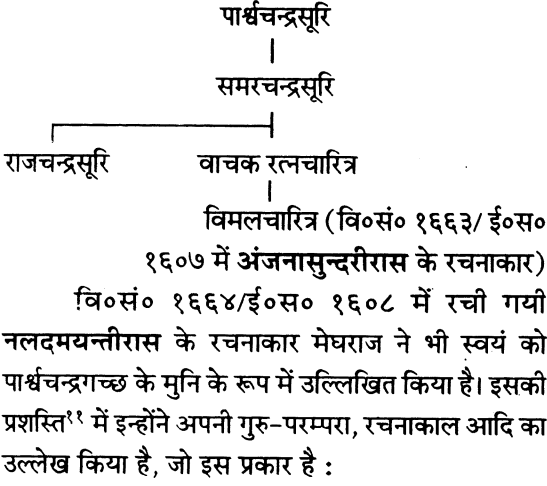 पार्श्वचन्द्रसूरि
समरचन्द्रसूरि
राजचन्द्रसूरि वाचक रत्नचारित्र
विमलचारित्र (वि०सं० १६६३/ ई०स०
१६०७ में अंजनासुन्दरीरास के रचनाकार)
वि०सं० १६६४/ई०स० १६०८ में रची गयी
नलदमयन्तीरास के रचनाकार मेघराज ने भी स्वयं को
पार्श्वचन्द्रगच्छ के मुनि के रूप में उल्लिखित किया है। इसकी
प्रशस्ति११ में इन्होंने अपनी गुरु-परम्परा, रचनाकाल आदि का
उल्लेख किया है, जो इस प्रकार है :